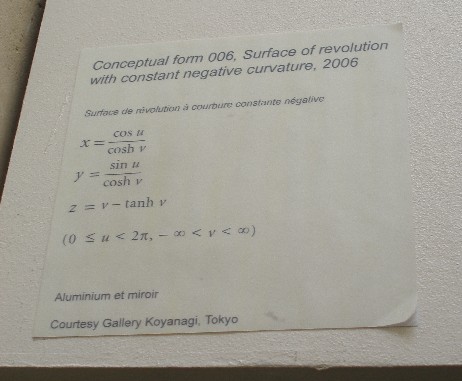 Conceptual form 006, Surface of revolution
with constant negative curvature, 2006
Surface de révolution à courbure constante négative
x = cos u / cosh v
y = sin u / cosh v
z = v − tanh v
(0 ≤ u < 2π, − ∞ < v < ∞)
Aluminium et miroir
Courtesy Gallery Koyanagi, Tokyo